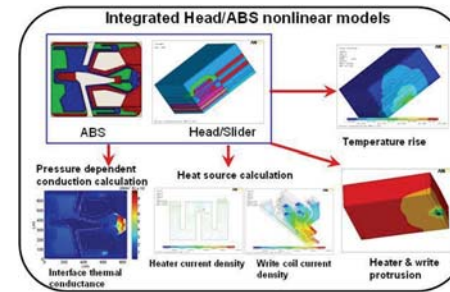 Integrated Head/ABS nonlinear models
ABS
Head/Slider
Temperature rise
Pressure dependent
conduction calculation
Heat source calculation
Interface thermal
conductance
Heater current density
Write coil current
density
Heater & write
protrusion